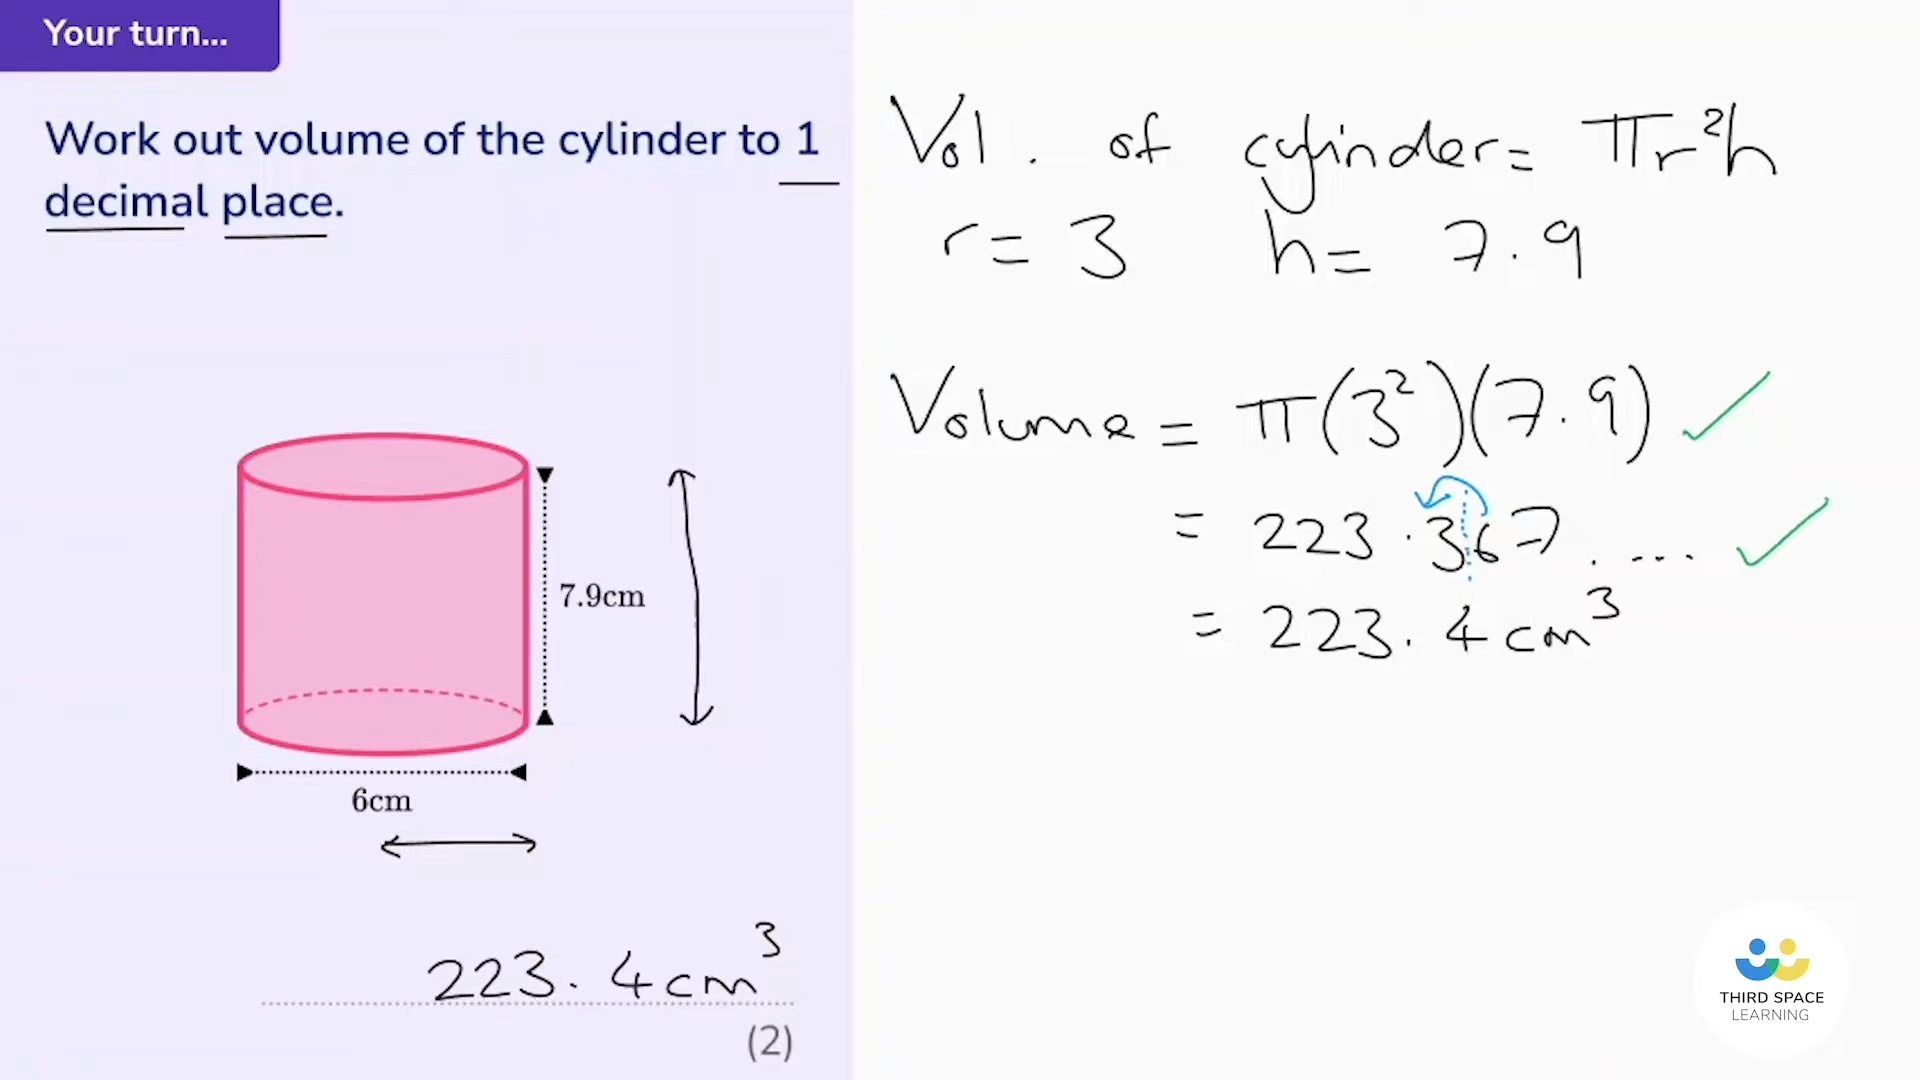 Your turn...
Work out volume of the cylinder to 1
decimal place.
7.9cm
6cm
223.4cm³
(2)
Vol. of cylinder = πr²h
r = 3 h = 7.9
Volume = π(3²)(7.9)
= 223.367....
= 223.4cm³
THIRD SPACE
LEARNING